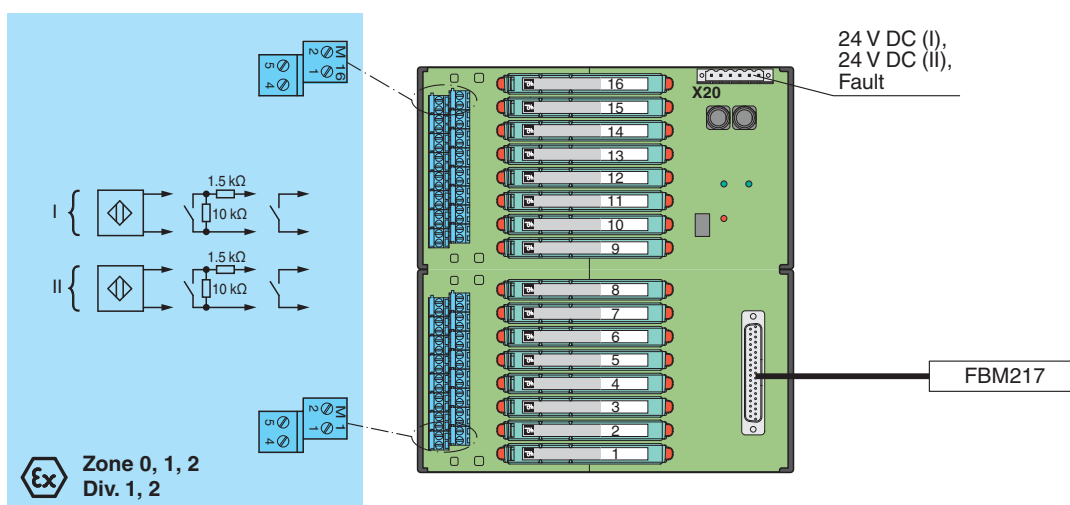 24 V DC (I),
24 V DC (II),
Fault
X20
M 16
2 1
5 4
16
15
14
13
12
11
10
9
8
7
6
5
4
3
2
1
I
1.5 kΩ
10 kΩ
II
1.5 kΩ
10 kΩ
FBM217
M 1
2 1
5 4
Ex
Zone 0, 1, 2
Div. 1, 2